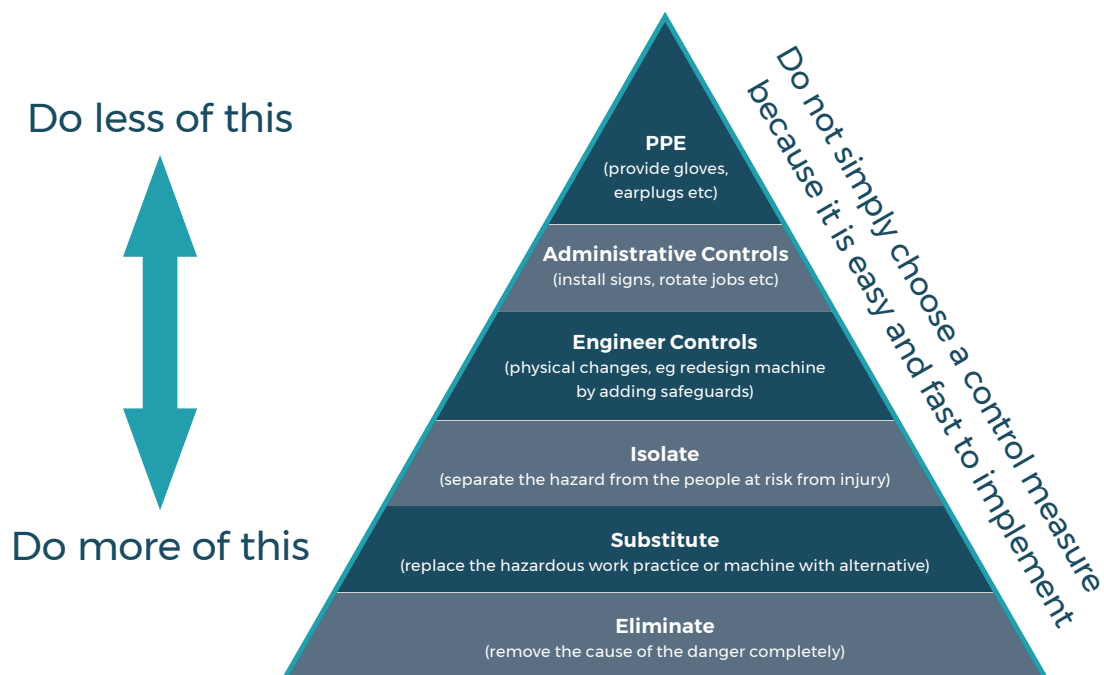 Do less of this
Do more of this
PPE
(provide gloves,
earplugs etc)
Administrative Controls
(install signs, rotate jobs etc)
Engineer Controls
(physical changes, eg redesign machine
by adding safeguards)
Isolate
(separate the hazard from the people at risk from injury)
Substitute
(replace the hazardous work practice or machine with alternative)
Eliminate
(remove the cause of the danger completely)
Do not simply choose a control measure
because it is easy and fast to implement